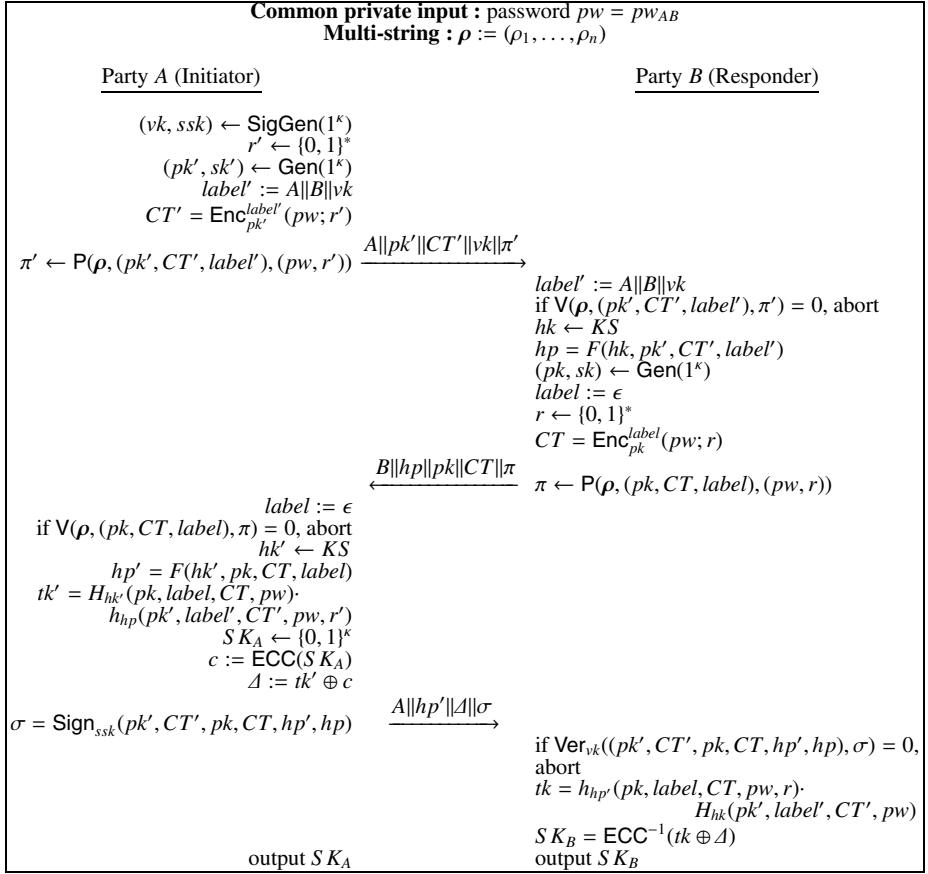 Common private input : password pw = pw_AB
Multi-string : ρ := (ρ_1, . . . , ρ_n)
Party A (Initiator)
Party B (Responder)
(vk, ssk) ← SigGen(1^κ)
r′ ← {0, 1}^*
(pk′, sk′) ← Gen(1^κ)
label′ := A||B||vk
CT′ = Enc^{label′}_{pk′}(pw; r′)
π′ ← P(ρ, (pk′, CT′, label′), (pw, r′)) A||pk′||CT′||vk||π′ →
label′ := A||B||vk
if V(ρ, (pk′, CT′, label′), π′) = 0, abort
hk ← KS
hp = F(hk, pk′, CT′, label′)
(pk, sk) ← Gen(1^κ)
label := ϵ
r ← {0, 1}^*
CT = Enc^{label}_{pk}(pw; r)
B||hp||pk||CT||π ← π ← P(ρ, (pk, CT, label), (pw, r))
label := ϵ
if V(ρ, (pk, CT, label), π) = 0, abort
hk′ ← KS
hp′ = F(hk′, pk, CT, label)
tk′ = H_{hk′}(pk, label, CT, pw)·
h_{hp}(pk′, label′, CT′, pw, r′)
SK_A ← {0, 1}^κ
c := ECC(SK_A)
Δ := tk′ ⊕ c
σ = Sign_{ssk}(pk′, CT′, pk, CT, hp′, hp) A||hp′||Δ||σ →
if Ver_{vk}((pk′, CT′, pk, CT, hp′, hp), σ) = 0,
abort
tk = h_{hp′}(pk, label, CT, pw, r)·
H_{hk}(pk′, label′, CT′, pw)
SK_B = ECC^{−1}(tk ⊕ Δ)
output SK_A
output SK_B